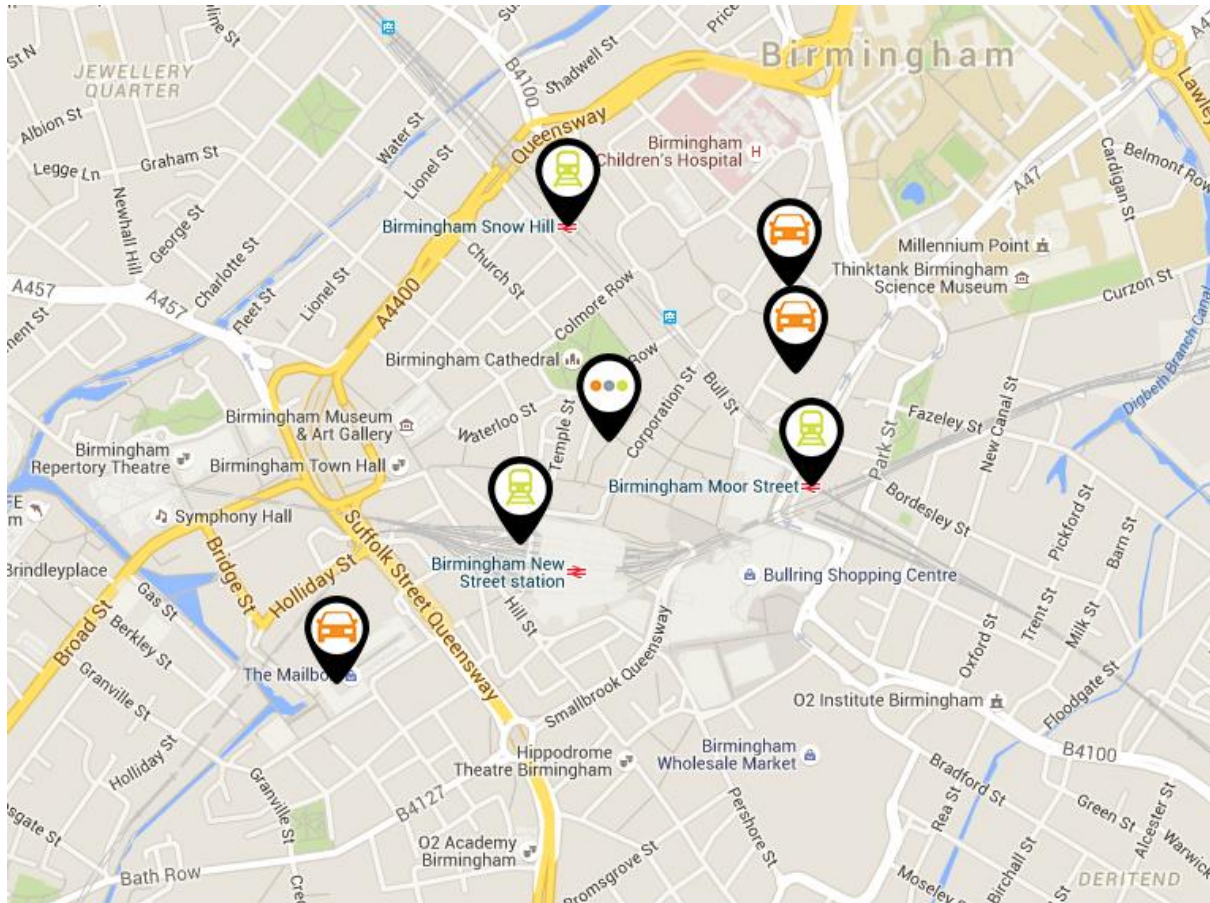 St N
JEWELLERY
QUARTER
B4100
Shadwell St
Price
Birmingham
A47
Lawley
Albion St
Legge Ln
Graham St
Water St
Lionel St
Queensway
Birmingham
Children's Hospital
H
Cardigan St
Belmont Row
Newhall Hill
George St
Birmingham Snow Hill
A47
Charlotte St
Church St
Millennium Point
Thinktank Birmingham
Science Museum
Curzon St
A457
A457
Fleet St
Lionel St
A4400
Colmore Row
Birmingham Cathedral
Row
Bull St
Digbeth Branch Canal
Birmingham Museum
& Art Gallery
Waterloo St
Temple St
Corporation St
Park St
Fazeley St
New Canal St
Birmingham
Repertory Theatre
Birmingham Town Hall
Birmingham Moor Street
Bordesley St
Pickford St
Barn St
Symphony Hall
Suffolk Street Queensway
Brindleyplace
Bridge St
Holliday St
Birmingham New
Street station
Bullring Shopping Centre
Gas St
Broad St
Berkley St
Hill St
Trent St
Milk St
Oxford St
The Mailbo
Granville St
Smallbrook Queensway
O2 Institute Birmingham
Floodgate St
Holliday St
Hippodrome
Theatre Birmingham
Birmingham
Wholesale Market
B4100
Bradford St
Granville St
B4127
Pershore St
Rea St
Green St
Alcester St
Warwick
O2 Academy
Birmingham
Bath Row
Bromsgrove St
Moseley
Birchall St
DERITEND